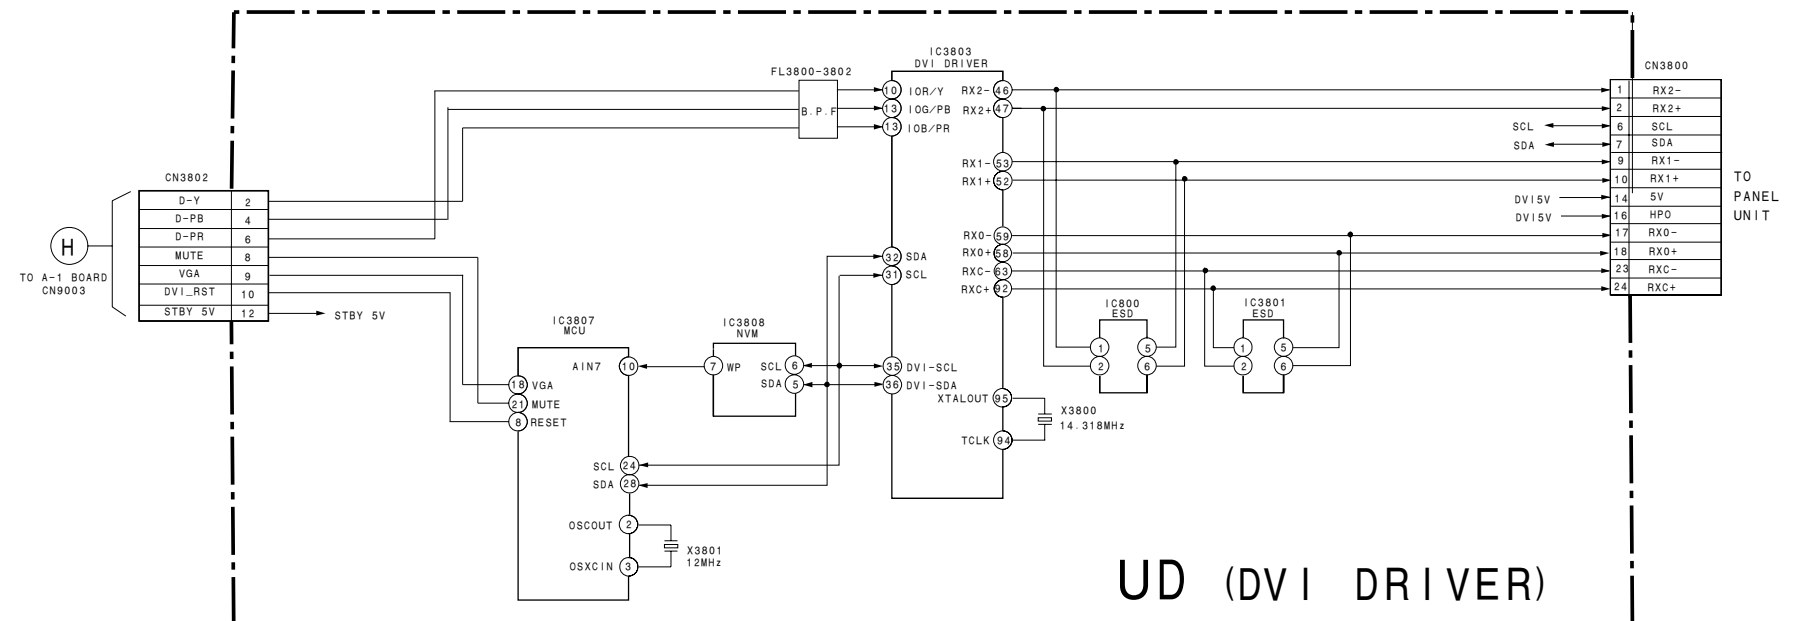 IC3803
DVI DRIVER
FL3800-3802
B.P.F
10 IOR/Y
13 IOG/PB
13 IOB/PR
RX2- 46
RX2+ 47
RX1- 53
RX1+ 52
RX0- 59
RX0+ 58
RXC- 63
RXC+ 92
32 SDA
31 SCL
35 DVI-SCL
36 DVI-SDA
XTALOUT 95
TCLK 94
X3800
14.318MHz
CN3800
1 RX2-
2 RX2+
SCL 6 SCL
SDA 7 SDA
9 RX1-
10 RX1+
DVI5V 14 5V
DVI5V 16 HPO
17 RX0-
18 RX0+
23 RXC-
24 RXC+
TO
PANEL
UNIT
CN3802
D-Y 2
D-PB 4
D-PR 6
MUTE 8
VGA 9
DVI_RST 10
STBY 5V 12
STBY 5V
H
TO A-1 BOARD
CN9003
IC3807
MCU
AIN7 10
18 VGA
21 MUTE
8 RESET
SCL 24
SDA 28
OSCOUT 2
OSXCIN 3
X3801
12MHz
IC3808
NVM
7 WP
SCL 6
SDA 5
IC800
ESD
1 5
2 6
IC3801
ESD
1 5
2 6
UD (DVI DRIVER)